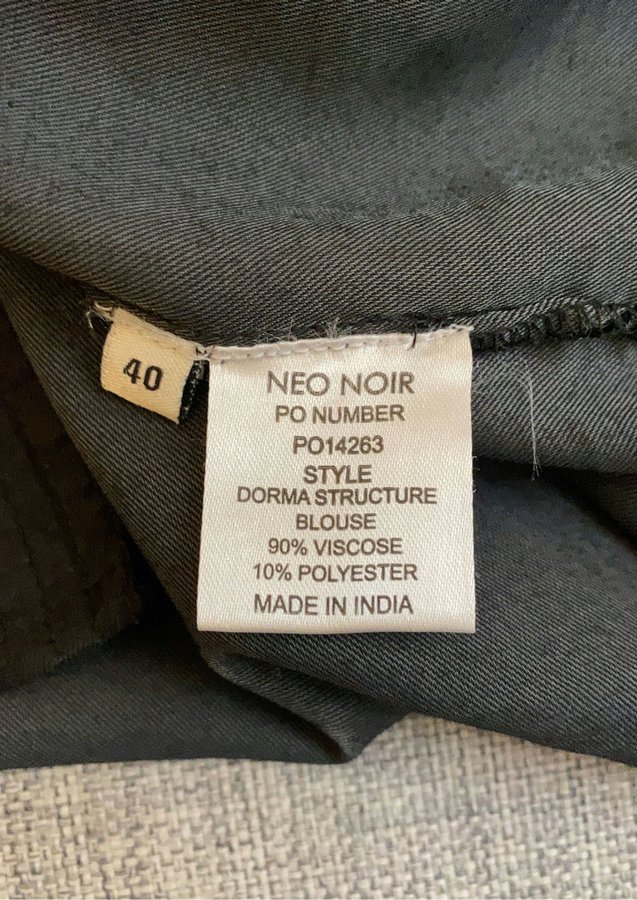 40
NEO NOIR
PO NUMBER
PO14263
STYLE
DORMA STRUCTURE
BLOUSE
90% VISCOSE
10% POLYESTER
MADE IN INDIA